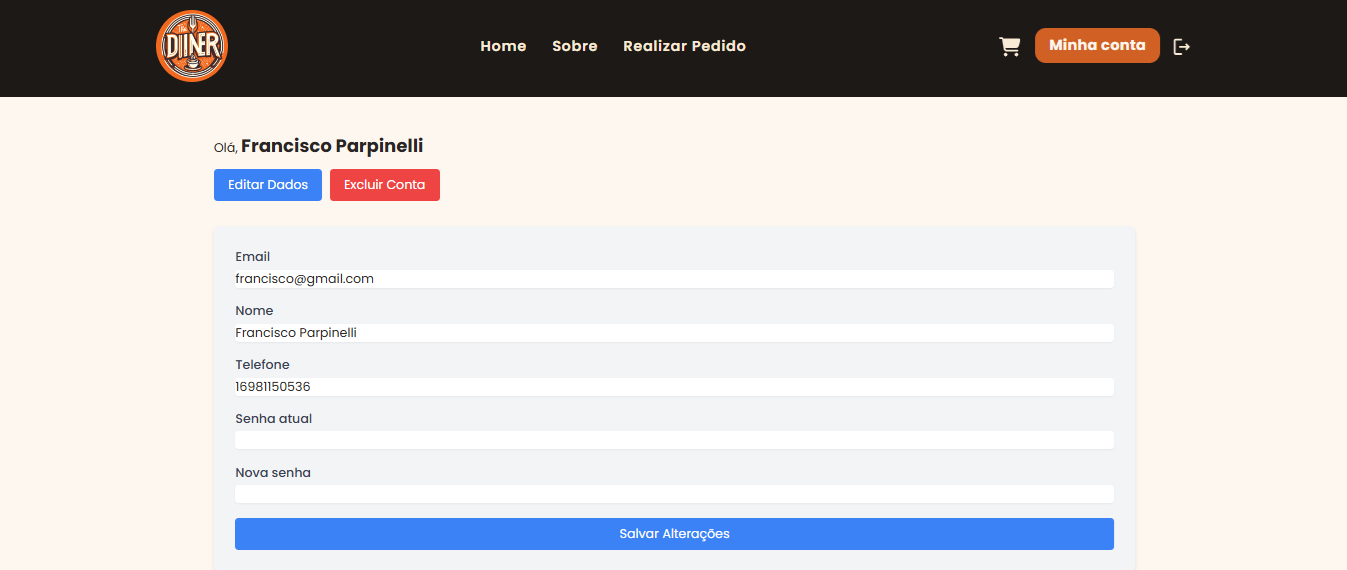 DINER
Home Sobre Realizar Pedido Minha conta
Olá, Francisco Parpinelli
Editar Dados Excluir Conta
Email
francisco@gmail.com
Nome
Francisco Parpinelli
Telefone
16981150536
Senha atual
Nova senha
Salvar Alterações